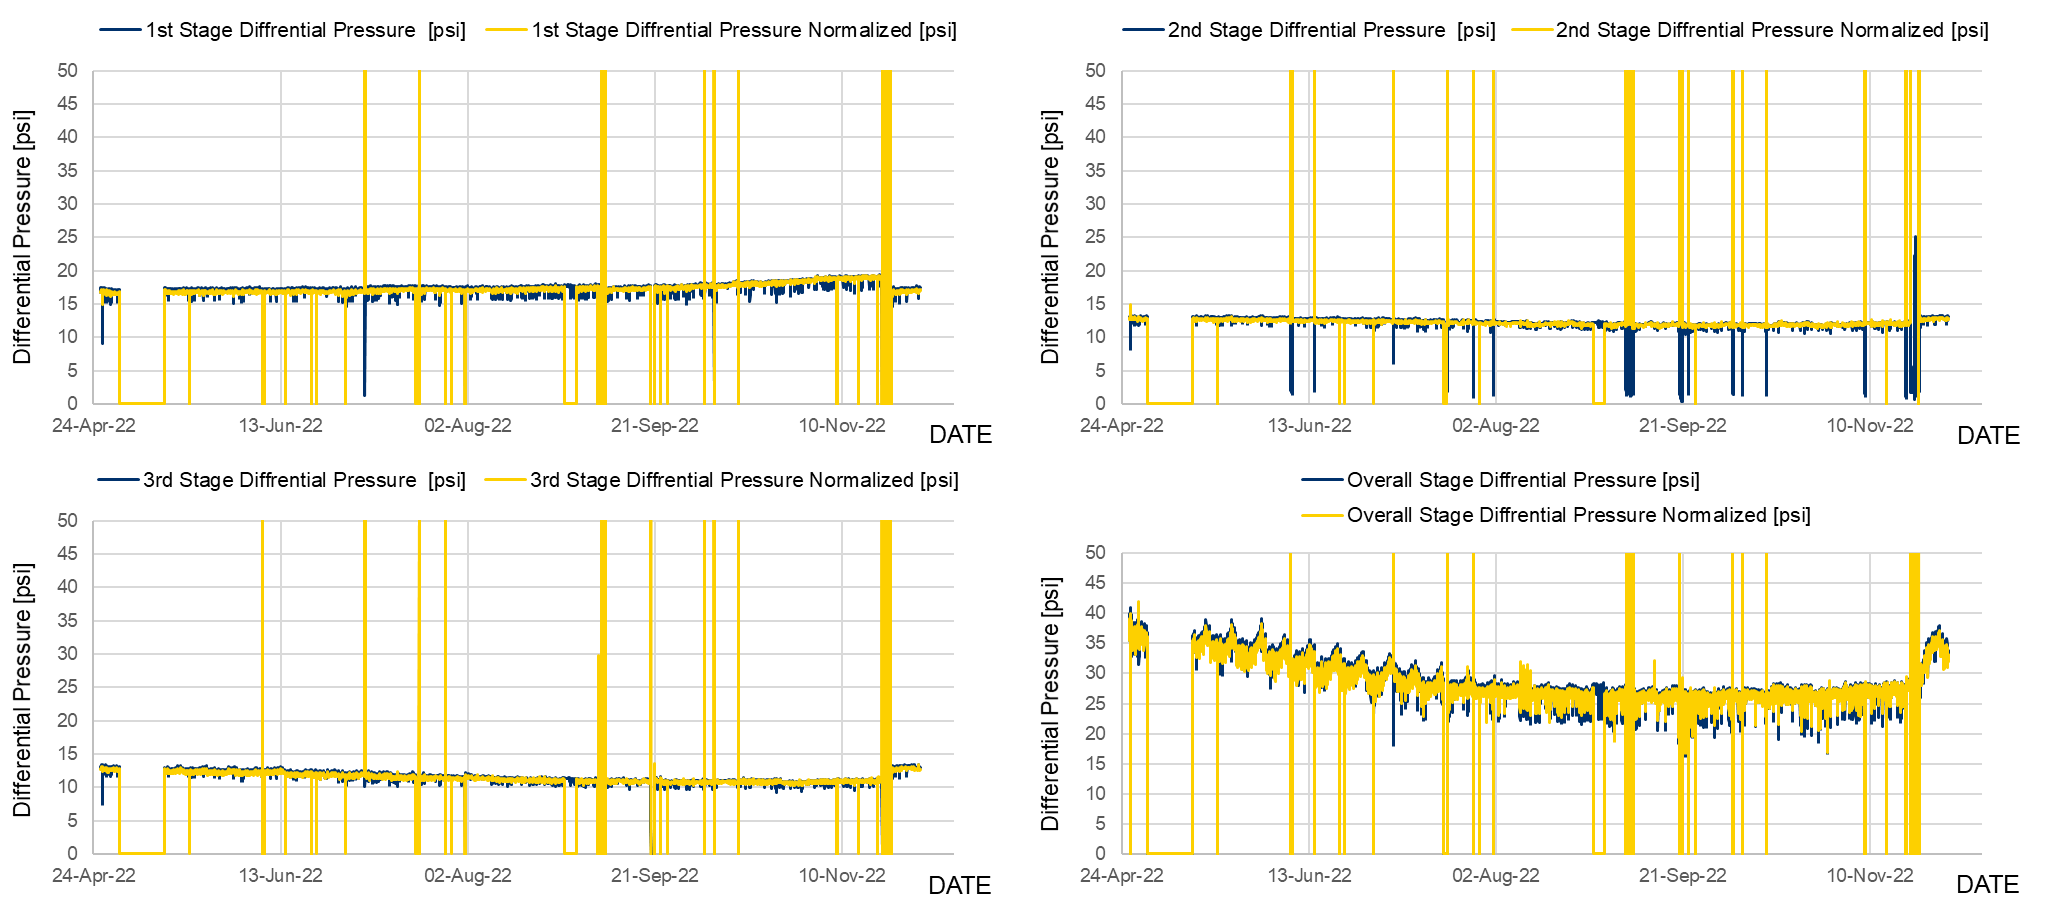 1st Stage Diffrential Pressure  [psi] 1st Stage Diffrential Pressure Normalized [psi]
Differential Pressure [psi]
50
45
40
35
30
25
20
15
10
5
0
24-Apr-22 13-Jun-22 02-Aug-22 21-Sep-22 10-Nov-22
DATE
2nd Stage Diffrential Pressure  [psi] 2nd Stage Diffrential Pressure Normalized [psi]
Differential Pressure [psi]
50
45
40
35
30
25
20
15
10
5
0
24-Apr-22 13-Jun-22 02-Aug-22 21-Sep-22 10-Nov-22
DATE
3rd Stage Diffrential Pressure  [psi] 3rd Stage Diffrential Pressure Normalized [psi]
Differential Pressure [psi]
50
45
40
35
30
25
20
15
10
5
0
24-Apr-22 13-Jun-22 02-Aug-22 21-Sep-22 10-Nov-22
DATE
Overall Stage Diffrential Pressure [psi]
Overall Stage Diffrential Pressure Normalized [psi]
Differential Pressure [psi]
50
45
40
35
30
25
20
15
10
5
0
24-Apr-22 13-Jun-22 02-Aug-22 21-Sep-22 10-Nov-22
DATE